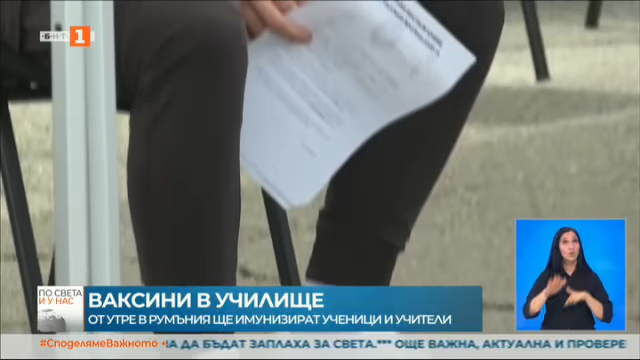 БНТ 1
ПО СВЕТА
И У НАС
ВАКСИНИ В УЧИЛИЩЕ
ОТ УТРЕ В РУМЪНИЯ ЩЕ ИМУНИЗИРАТ УЧЕНИЦИ И УЧИТЕЛИ
#СподелямеВажното ДА БЪДАТ ЗАПЛАХА ЗА СВЕТА.*** ОЩЕ ВАЖНА, АКТУАЛНА И ПРОВЕРЕ